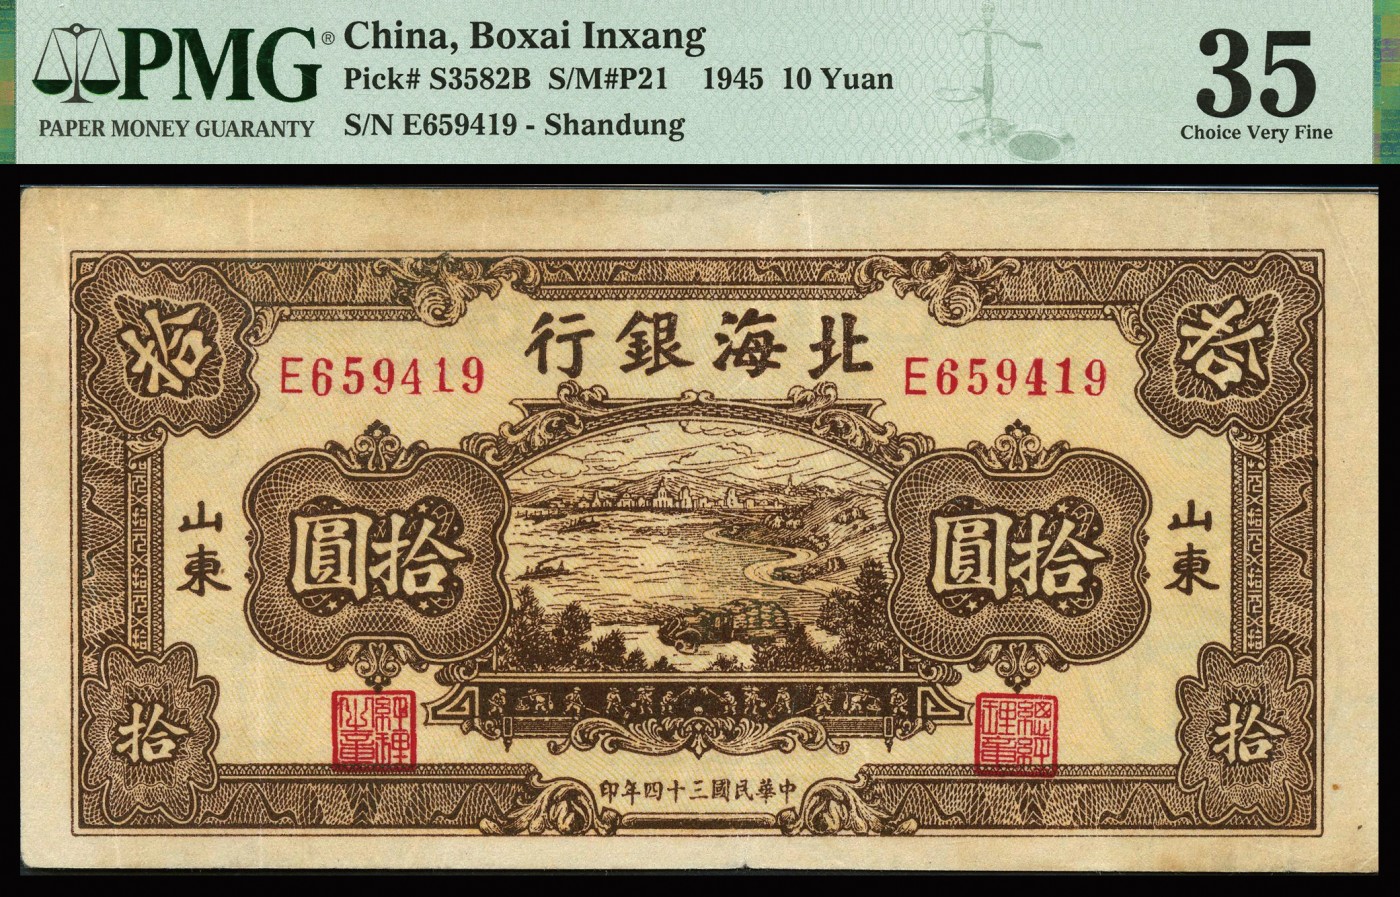 PMG®
PAPER MONEY GUARANTY
China, Boxai Inxang
Pick# S3582B S/M#P21 1945 10 Yuan
S/N E659419 - Shandung
35
Choice Very Fine
行銀海北
拾
拾
E659419
E659419
山東
山東
圓拾
圓拾
拾
拾
印年四十三國民華中